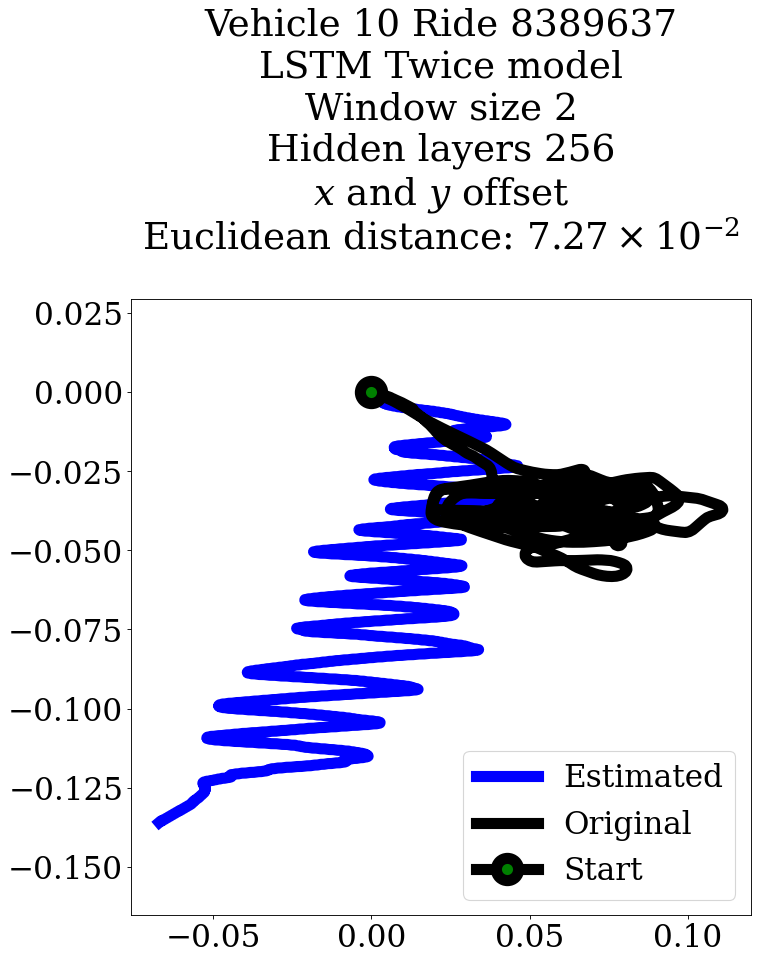 Vehicle 10 Ride 8389637
LSTM Twice model
Window size 2
Hidden layers 256
x and y offset
Euclidean distance: 7.27 × 10⁻²
0.025
0.000
−0.025
−0.050
−0.075
−0.100
−0.125
−0.150
Estimated
Original
Start
−0.05 0.00 0.05 0.10